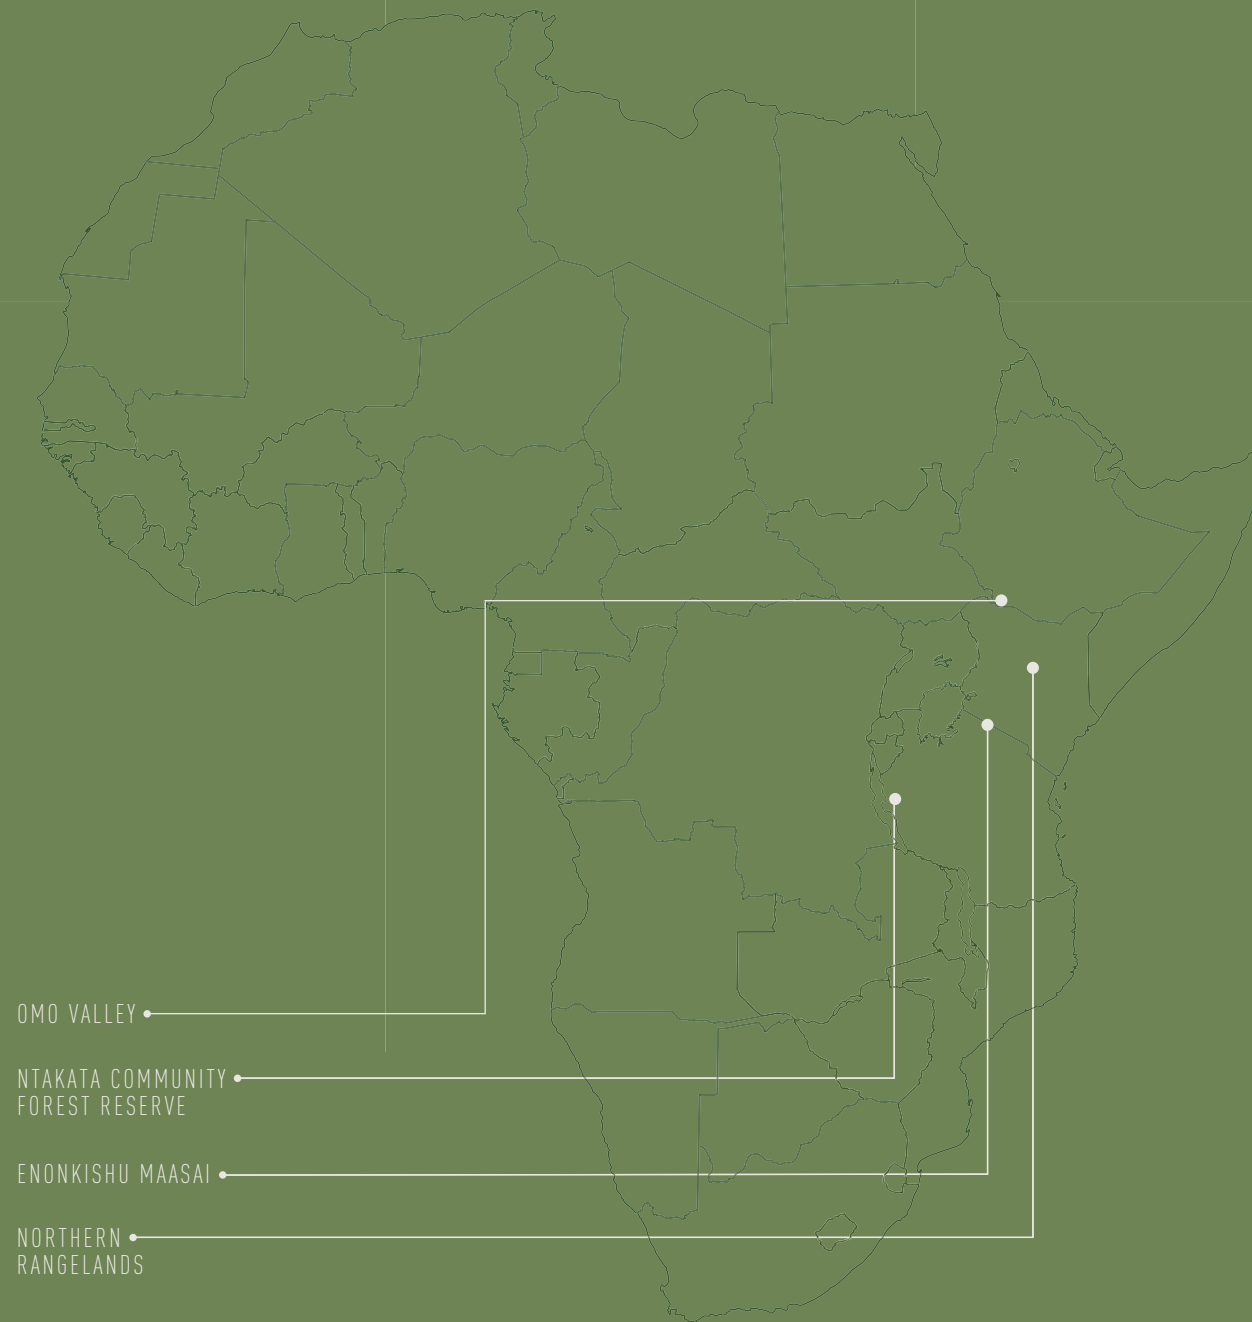 OMO VALLEY
NTAKATA COMMUNITY
FOREST RESERVE
ENONKISHU MAASAI
NORTHERN
RANGELANDS